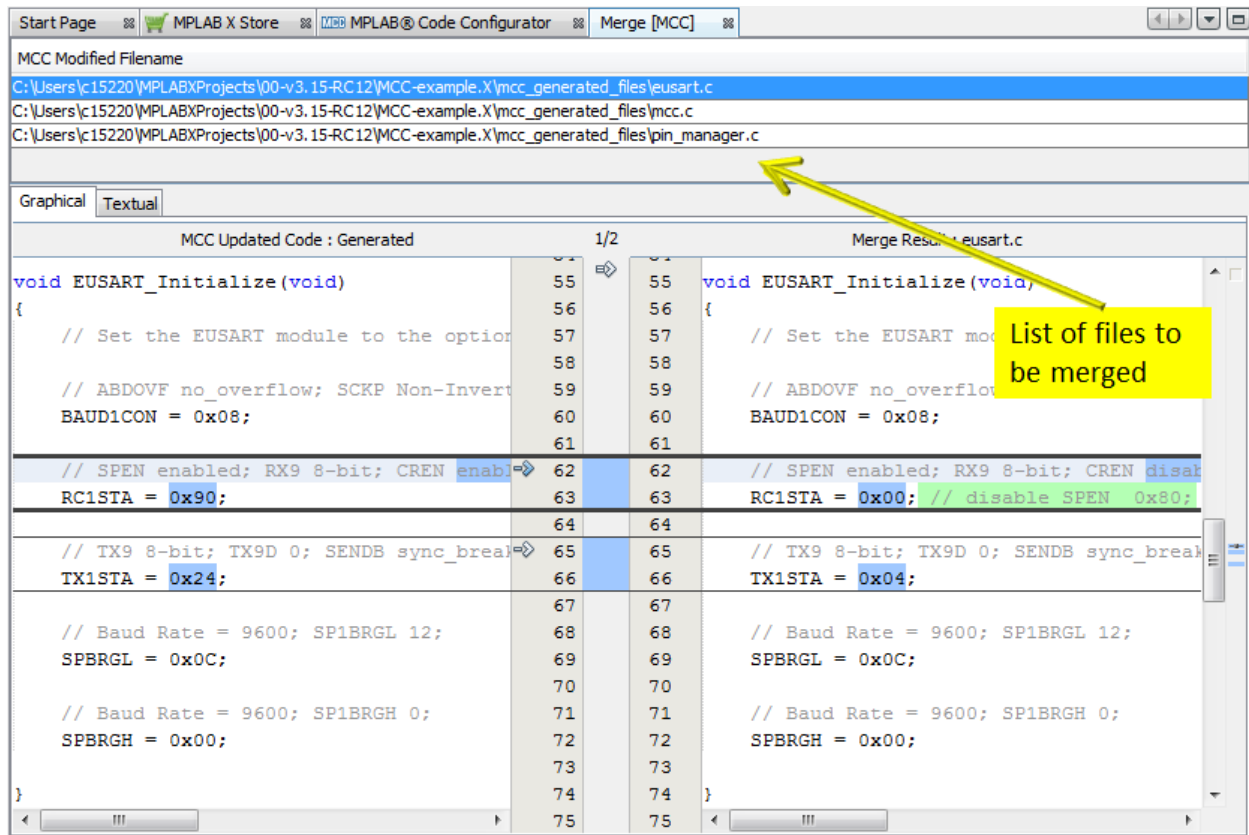 Start Page MPLAB X Store MCC MPLAB® Code Configurator Merge [MCC]
MCC Modified Filename
C:\Users\c15220\MPLABXProjects\00-v3.15-RC12\MCC-example.X\mcc_generated_files\eusart.c
C:\Users\c15220\MPLABXProjects\00-v3.15-RC12\MCC-example.X\mcc_generated_files\mcc.c
C:\Users\c15220\MPLABXProjects\00-v3.15-RC12\MCC-example.X\mcc_generated_files\pin_manager.c
Graphical Textual
MCC Updated Code : Generated 1/2 Merge Result : eusart.c
void EUSART_Initialize(void) 55 55 void EUSART_Initialize(void)
{ 56 56 {
// Set the EUSART module to the option 57 57 // Set the EUSART mo
58 58
// ABDOVF no_overflow; SCKP Non-Invert 59 59 // ABDOVF no_overflo
BAUD1CON = 0x08; 60 60 BAUD1CON = 0x08;
61 61
// SPEN enabled; RX9 8-bit; CREN enabl 62 62 // SPEN enabled; RX9 8-bit; CREN disab
RC1STA = 0x90; 63 63 RC1STA = 0x00; // disable SPEN 0x80;
64 64
// TX9 8-bit; TX9D 0; SENDB sync_break 65 65 // TX9 8-bit; TX9D 0; SENDB sync_break
TX1STA = 0x24; 66 66 TX1STA = 0x04;
67 67
// Baud Rate = 9600; SP1BRGL 12; 68 68 // Baud Rate = 9600; SP1BRGL 12;
SPBRGL = 0x0C; 69 69 SPBRGL = 0x0C;
70 70
// Baud Rate = 9600; SP1BRGH 0; 71 71 // Baud Rate = 9600; SP1BRGH 0;
SPBRGH = 0x00; 72 72 SPBRGH = 0x00;
73 73
} 74 74 }
75 75
List of files to
be merged